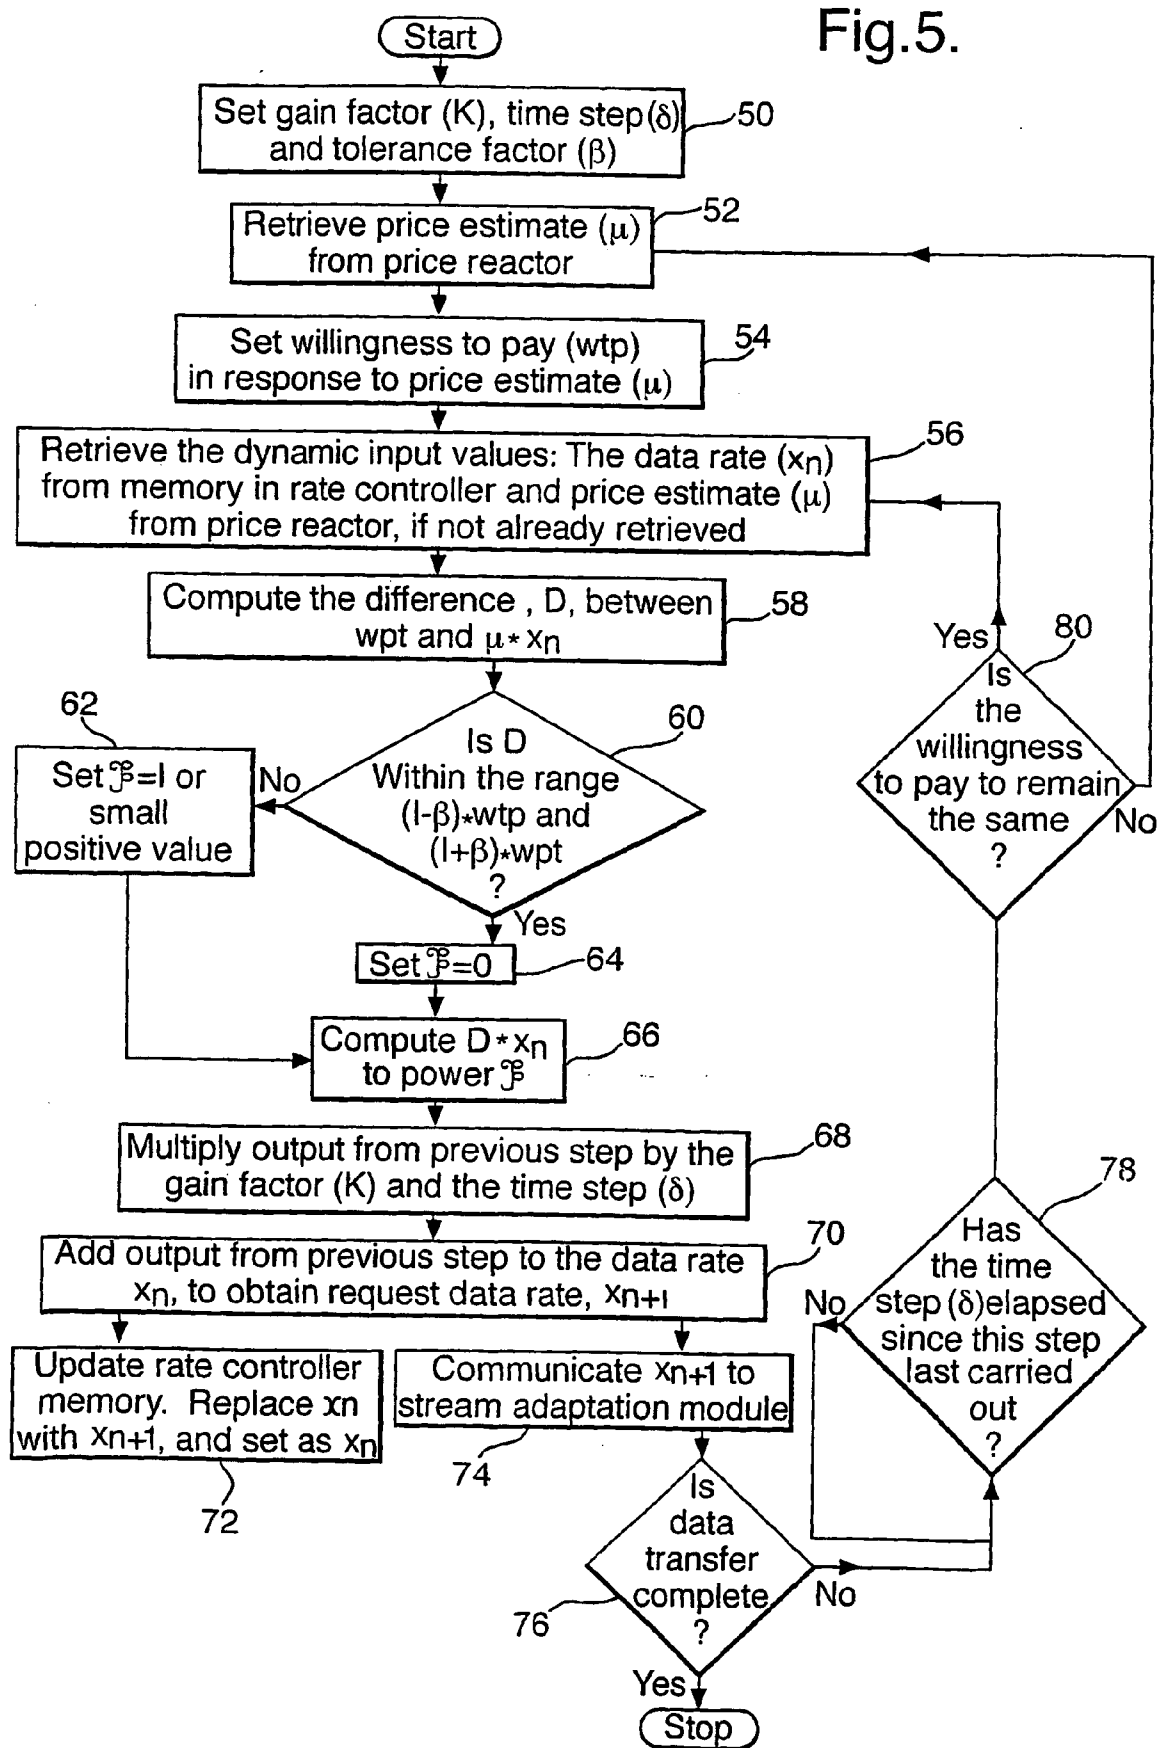 Fig.5.
Start
Set gain factor (K), time step(δ)
and tolerance factor (β)
50
Retrieve price estimate (μ)
from price reactor
52
Set willingness to pay (wtp)
in response to price estimate (μ)
54
Retrieve the dynamic input values: The data rate (xn)
from memory in rate controller and price estimate (μ)
from price reactor, if not already retrieved
56
Compute the difference , D, between
wpt and μ* xn
58
Is D
Within the range
(I-β)*wtp and
(I+β)*wpt
?
60
No
Yes
62
Set ℱ=I or
small
positive value
Set ℱ=0
64
Compute D* xn
to power ℱ
66
Multiply output from previous step by the
gain factor (K) and the time step (δ)
68
Add output from previous step to the data rate
xn, to obtain request data rate, xn+I
70
Update rate controller
memory. Replace xn
with xn+1, and set as xn
72
Communicate xn+1 to
stream adaptation module
74
Is
data
transfer
complete
?
76
No
Yes
Stop
Has
the time
step (δ)elapsed
since this step
last carried
out
?
78
No
Is
the
willingness
to pay to remain
the same
?
80
Yes
No